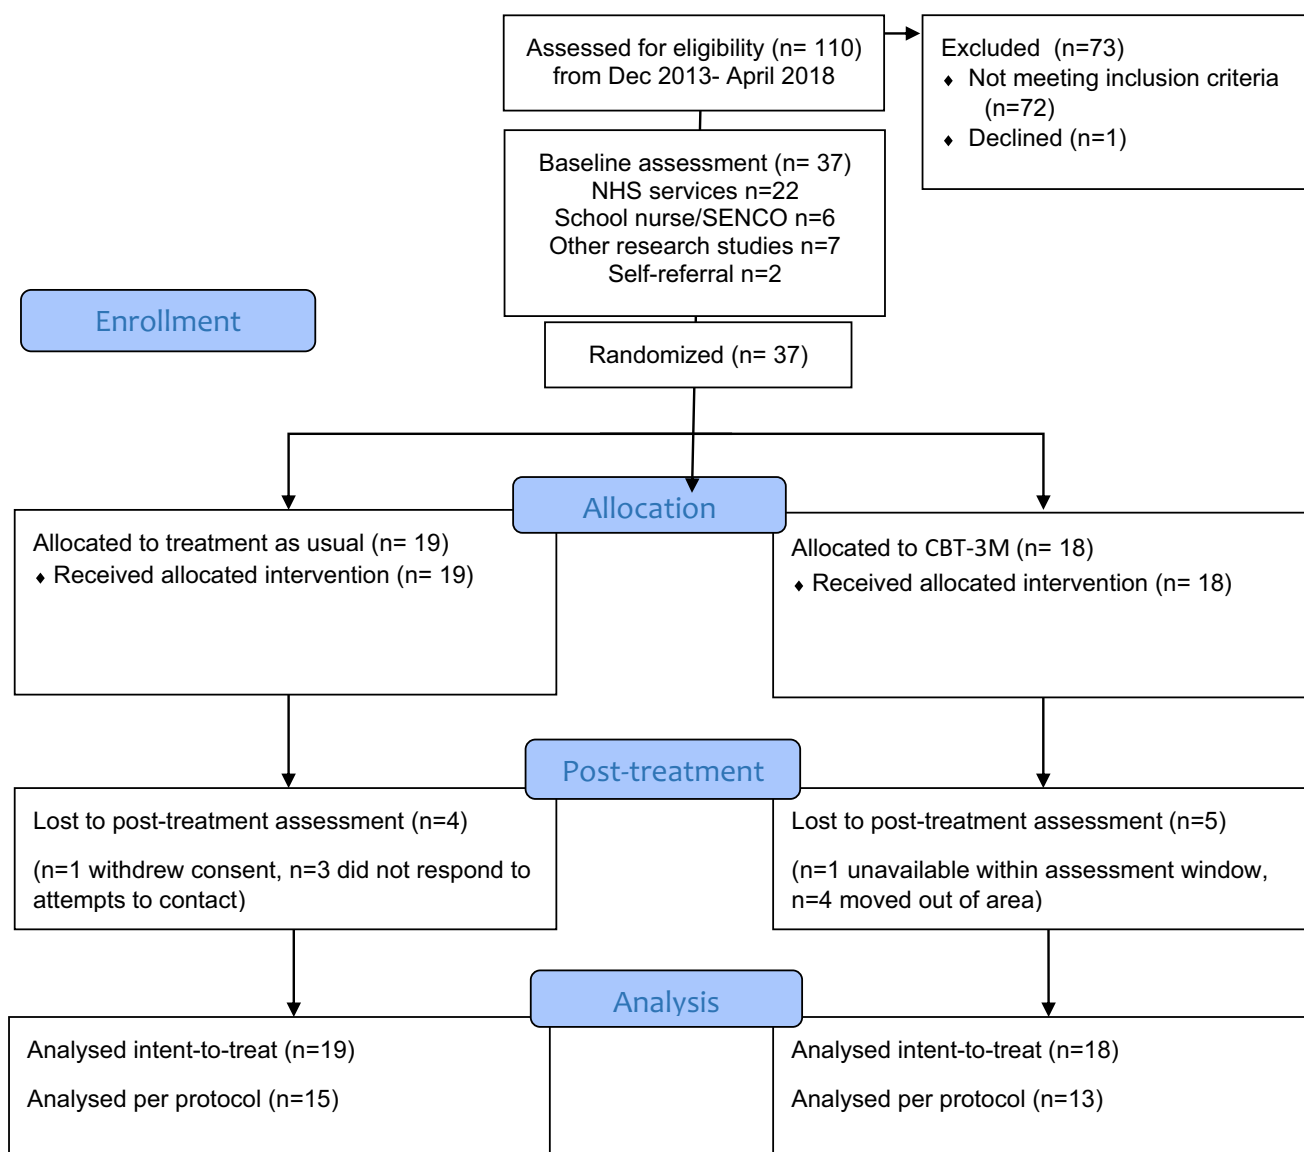 Assessed for eligibility (n= 110)
from Dec 2013- April 2018
Excluded  (n=73)
♦ Not meeting inclusion criteria
(n=72)
♦ Declined (n=1)
Baseline assessment (n= 37)
NHS services n=22
School nurse/SENCO n=6
Other research studies n=7
Self-referral n=2
Enrollment
Randomized (n= 37)
Allocation
Allocated to treatment as usual (n= 19)
♦ Received allocated intervention (n= 19)
Allocated to CBT-3M (n= 18)
♦ Received allocated intervention (n= 18)
Post-treatment
Lost to post-treatment assessment (n=4)
(n=1 withdrew consent, n=3 did not respond to
attempts to contact)
Lost to post-treatment assessment (n=5)
(n=1 unavailable within assessment window,
n=4 moved out of area)
Analysis
Analysed intent-to-treat (n=19)
Analysed per protocol (n=15)
Analysed intent-to-treat (n=18)
Analysed per protocol (n=13)